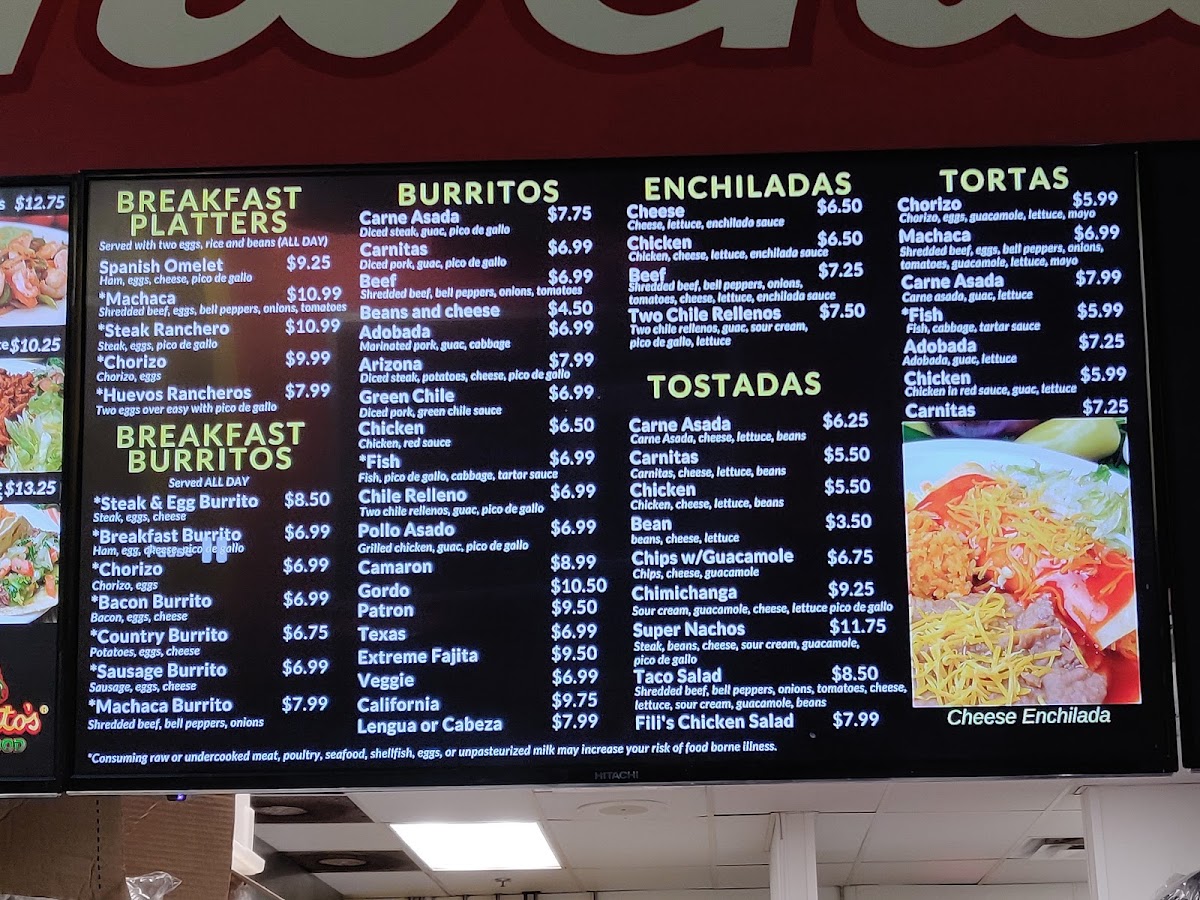 $12.75
$10.25
$13.25
BREAKFAST
PLATTERS
Served with two eggs, rice and beans (ALL DAY)
Spanish Omelet $9.25
Ham, eggs, cheese, pico de gallo
*Machaca $10.99
Shredded beef, eggs, bell peppers, onions, tomatoes
*Steak Ranchero $10.99
Steak, eggs, pico de gallo
*Chorizo $9.99
Chorizo, eggs
*Huevos Rancheros $7.99
Two eggs over easy with pico de gallo
BREAKFAST
BURRITOS
Served ALL DAY
*Steak & Egg Burrito $8.50
Steak, eggs, cheese
*Breakfast Burrito $6.99
Ham, egg, cheese, pico de gallo
*Chorizo $6.99
Chorizo, eggs
*Bacon Burrito $6.99
Bacon, eggs, cheese
*Country Burrito $6.75
Potatoes, eggs, cheese
*Sausage Burrito $6.99
Sausage, eggs, cheese
*Machaca Burrito $7.99
Shredded beef, bell peppers, onions
BURRITOS
Carne Asada $7.75
Diced steak, guac, pico de gallo
Carnitas $6.99
Diced pork, guac, pico de gallo
Beef $6.99
Shredded beef, bell peppers, onions, tomatoes
Beans and cheese $4.50
Adobada $6.99
Marinated pork, guac, cabbage
Arizona $7.99
Diced steak, potatoes, cheese, pico de gallo
Green Chile $6.99
Diced pork, green chile sauce
Chicken $6.50
Chicken, red sauce
*Fish $6.99
Fish, pico de gallo, cabbage, tartar sauce
Chile Relleno $6.99
Two chile rellenos, guac, pico de gallo
Pollo Asado $6.99
Grilled chicken, guac, pico de gallo
Camaron $8.99
Gordo $10.50
Patron $9.50
Texas $6.99
Extreme Fajita $9.50
Veggie $6.99
California $9.75
Lengua or Cabeza $7.99
ENCHILADAS
Cheese $6.50
Cheese, lettuce, enchilado sauce
Chicken $6.50
Chicken, cheese, lettuce, enchilado sauce
Beef $7.25
Shredded beef, bell peppers, onions,
tomatoes, cheese, lettuce, enchilado sauce
Two Chile Rellenos $7.50
Two chile rellenos, guac, sour cream,
pico de gallo, lettuce
TOSTADAS
Carne Asada $6.25
Carne Asada, cheese, lettuce, beans
Carnitas $5.50
Carnitas, cheese, lettuce, beans
Chicken $5.50
Chicken, cheese, lettuce, beans
Bean $3.50
beans, cheese, lettuce
Chips w/Guacamole $6.75
Chips, cheese, guacamole
Chimichanga $9.25
Sour cream, guacamole, cheese, lettuce pico de gallo
Super Nachos $11.75
Steak, beans, cheese, sour cream, guacamole,
pico de gallo
Taco Salad $8.50
Shredded beef, bell peppers, onions, tomatoes, cheese,
lettuce, sour cream, guacamole, beans
Fili's Chicken Salad $7.99
TORTAS
Chorizo $5.99
Chorizo, eggs, guacamole, lettuce, mayo
Machaca $6.99
Shredded beef, eggs, bell peppers, onions,
tomatoes, guacamole, lettuce, mayo
Carne Asada $7.99
Carne asada, guac, lettuce
*Fish $5.99
Fish, cabbage, tartar sauce
Adobada $7.25
Adobada, guac, lettuce
Chicken $5.99
Chicken in red sauce, guac, lettuce
Carnitas $7.25
Cheese Enchilada
*Consuming raw or undercooked meat, poultry, seafood, shellfish, eggs, or unpasteurized milk may increase your risk of food borne illness.
HITACHI